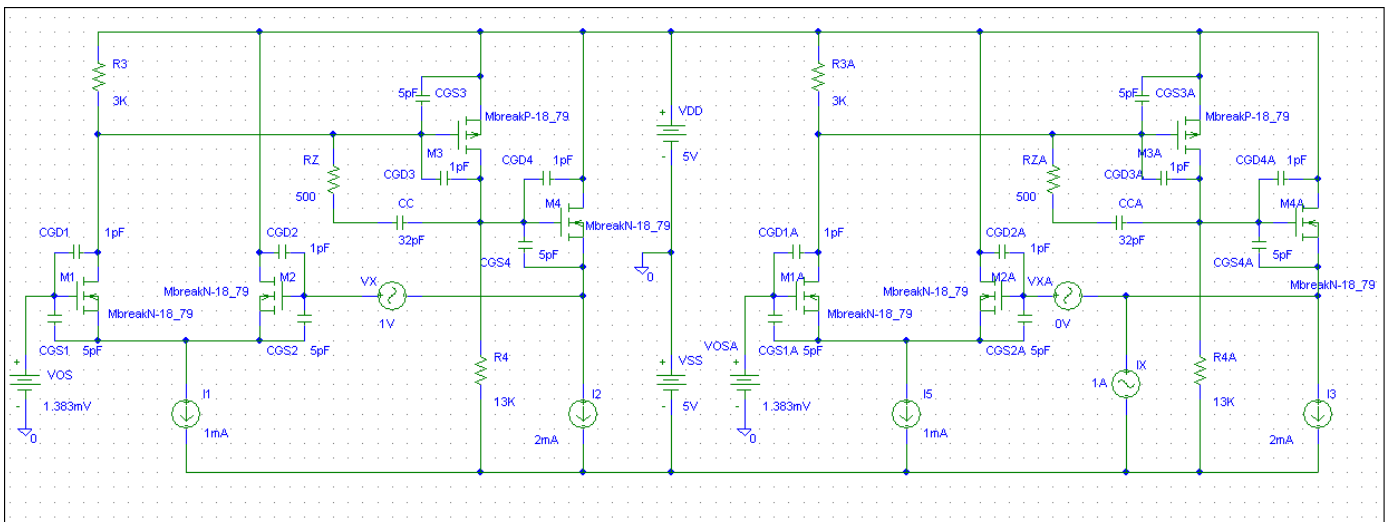 R3
3K
5pF
CGS3
MbreakP-18_79
M3
CGD3
1pF
RZ
500
CC
32pF
CGD4
1pF
M4
MbreakN-18_79
5pF
CGS4
VDD
+
-
5V
0
CGD1
1pF
M1
MbreakN-18_79
CGS1
5pF
CGD2
1pF
M2
MbreakN-18_79
CGS2
5pF
VX
1V
+
VOS
-
1.383mV
0
I1
1mA
R4
13K
I2
2mA
+
VSS
-
5V
R3A
3K
5pF
CGS3A
MbreakP-18_79
M3A
CGD3A
1pF
RZA
500
CCA
32pF
CGD4A
1pF
M4A
5pF
CGS4A
MbreakN-18_79
CGD1A
1pF
M1A
MbreakN-18_79
CGS1A
5pF
CGD2A
1pF
M2A
MbreakN-18_79
CGS2A
5pF
VXA
0V
VOSA
+
-
1.383mV
0
I5
1mA
IX
1A
R4A
13K
I3
2mA